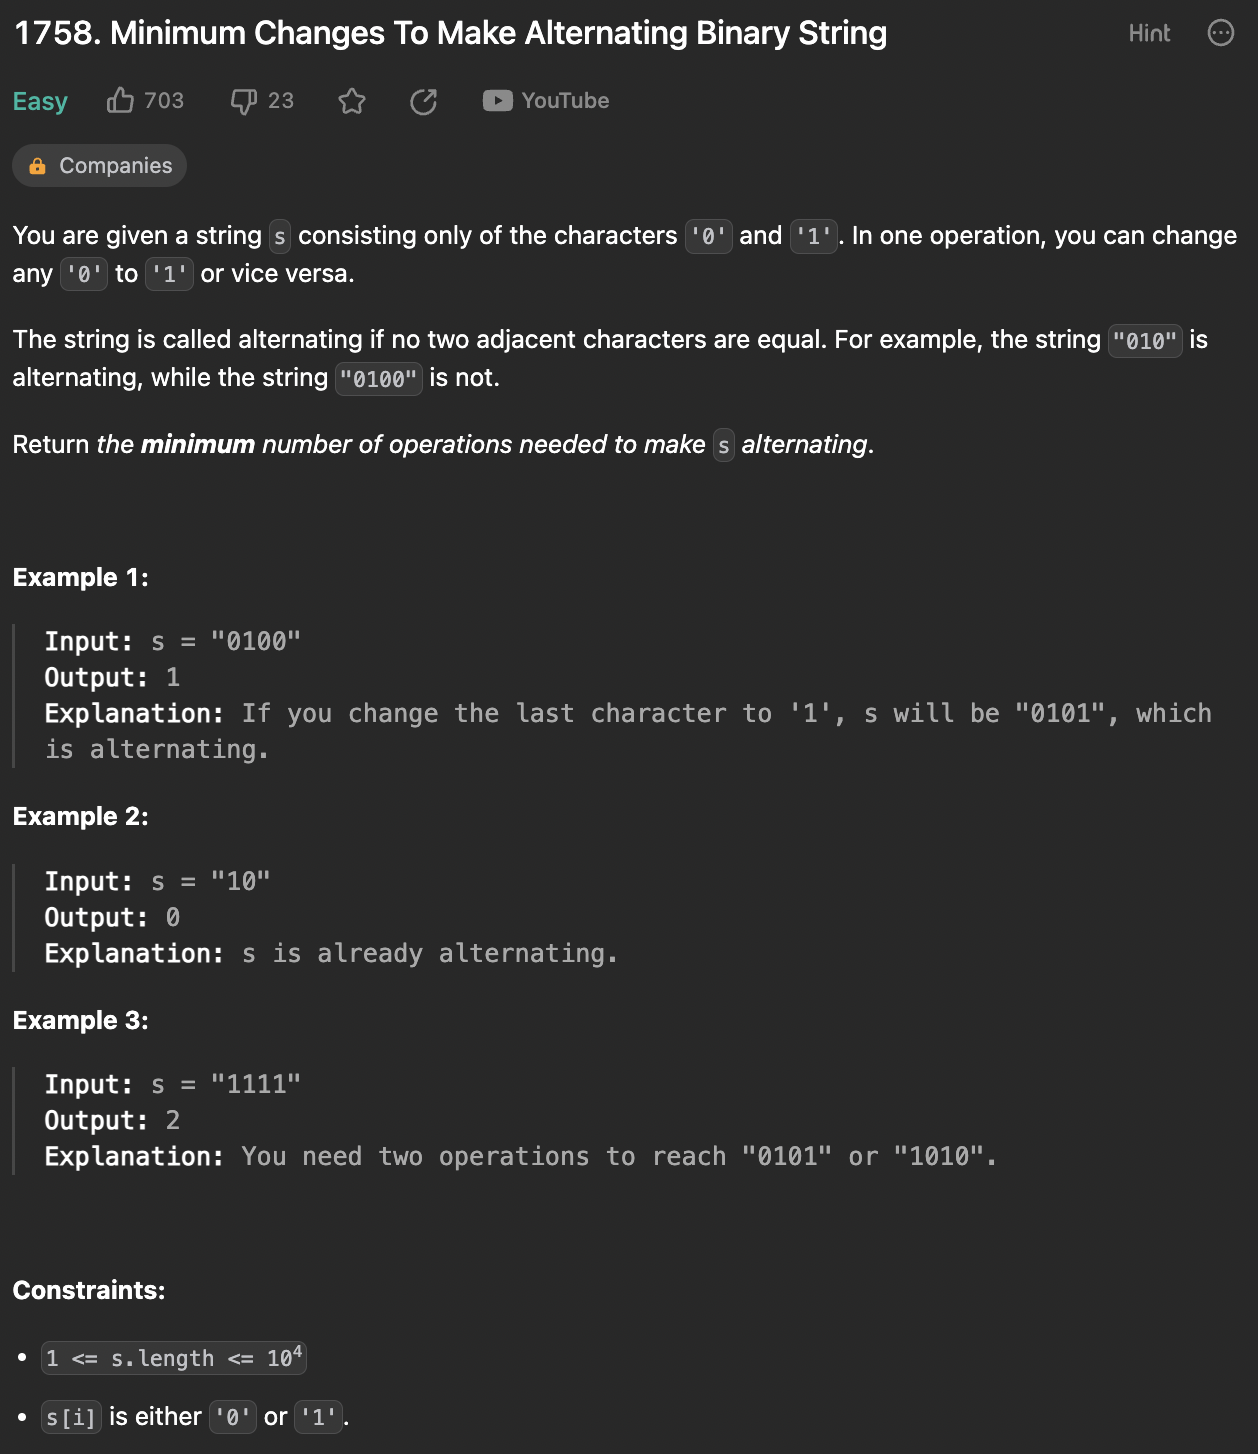 1758. Minimum Changes To Make Alternating Binary String
Hint
Easy 703 23 YouTube
Companies
You are given a string s consisting only of the characters '0' and '1'. In one operation, you can change
any '0' to '1' or vice versa.
The string is called alternating if no two adjacent characters are equal. For example, the string "010" is
alternating, while the string "0100" is not.
Return the minimum number of operations needed to make s alternating.
Example 1:
Input: s = "0100"
Output: 1
Explanation: If you change the last character to '1', s will be "0101", which
is alternating.
Example 2:
Input: s = "10"
Output: 0
Explanation: s is already alternating.
Example 3:
Input: s = "1111"
Output: 2
Explanation: You need two operations to reach "0101" or "1010".
Constraints:
• 1 <= s.length <= 10⁴
• s[i] is either '0' or '1'.